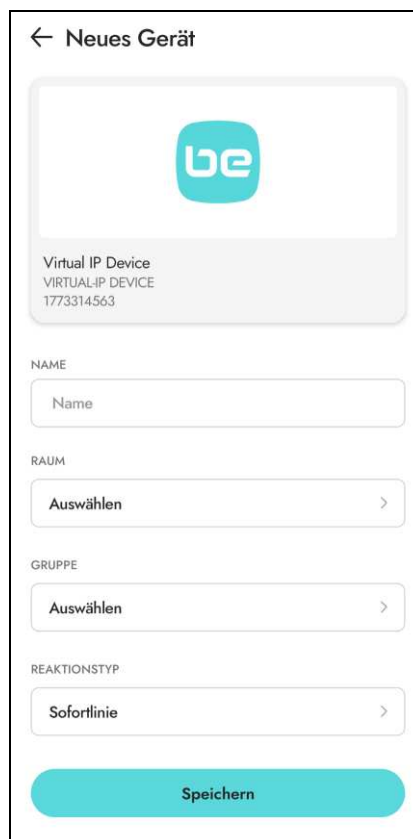 ← Neues Gerät
be
Virtual IP Device
VIRTUAL-IP DEVICE
1773314563
NAME
Name
RAUM
Auswählen
GRUPPE
Auswählen
REAKTIONSTYP
Sofortlinie
Speichern